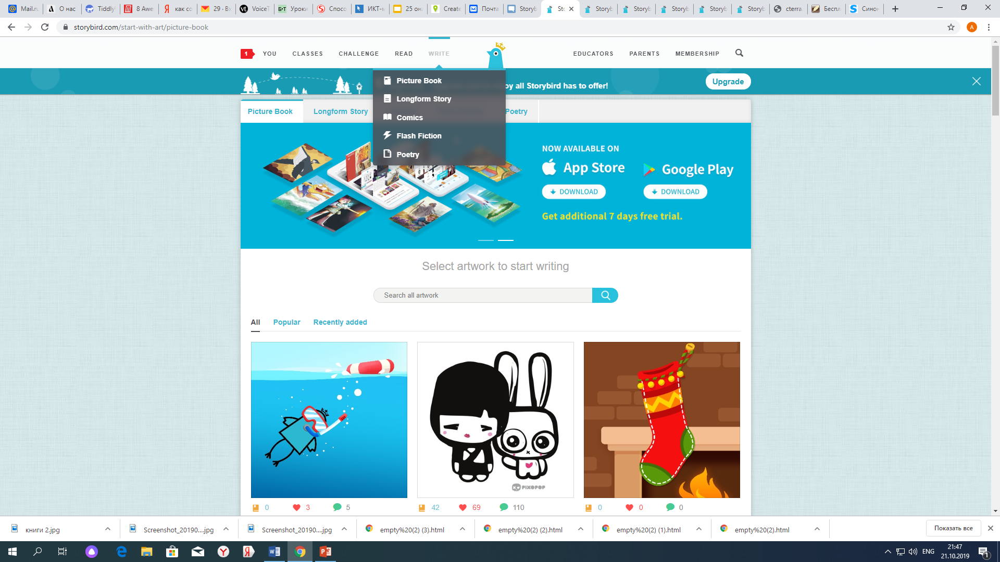 Mail.ru
О нас
Tiddly
8 Awe
как со
29 · Вх
VoiceT
Уроки
Спосо
ИКТ-м
25 он
Create
Почта
Storyb
Sto
Storyb
Storyb
Storyb
Storyb
Storyb
cterra.
Беспл
Синон
storybird.com/start-with-art/picture-book
A
1 YOU CLASSES CHALLENGE READ WRITE EDUCATORS PARENTS MEMBERSHIP
Picture Book
Longform Story
Comics
Flash Fiction
Poetry
oy all Storybird has to offer!
Upgrade
Picture Book Longform Story Poetry
NOW AVAILABLE ON
App Store Google Play
DOWNLOAD DOWNLOAD
Get additional 7 days free trial.
Select artwork to start writing
Search all artwork
All Popular Recently added
PIXOPOP
0 3 5 42 69 110 0 0 0
книги 2.jpg
Screenshot_20190....jpg
Screenshot_20190....jpg
empty%20(2) (3).html
empty%20(2) (2).html
empty%20(2) (1).html
empty%20(2).html
Показать все
ENG
21:47
21.10.2019
1